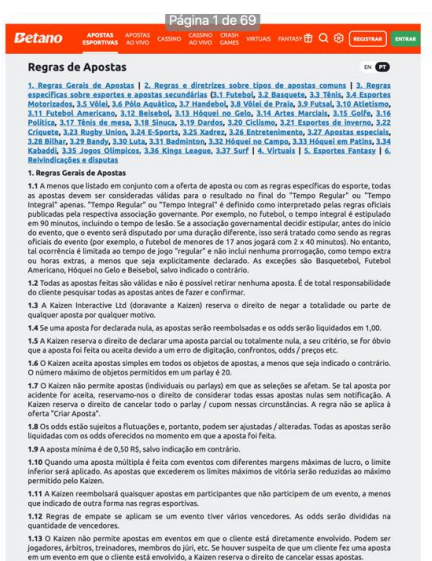 Página 1 de 69
Betano
APOSTAS ESPORTIVAS
APOSTAS AO VIVO
CASSINO
CASSINO AO VIVO
CRASH GAMES
VIRTUAIS
FANTASY
REGISTRAR
ENTRAR
Regras de Apostas
EN PT
1. Regras Gerais de Apostas | 2. Regras e diretrizes sobre tipos de apostas comuns | 3. Regras
específicas sobre esportes e apostas secundárias (3.1 Futebol, 3.2 Basquete, 3.3 Tênis, 3.4 Esportes
Motorizados, 3.5 Vôlei, 3.6 Pólo Aquático, 3.7 Handebol, 3.8 Vôlei de Praia, 3.9 Futsal, 3.10 Atletismo,
3.11 Futebol Americano, 3.12 Beisebol, 3.13 Hóquei no Gelo, 3.14 Artes Marciais, 3.15 Golfe, 3.16
Política, 3.17 Tênis de mesa, 3.18 Sinuca, 3.19 Dardos, 3.20 Ciclismo, 3.21 Esportes de inverno, 3.22
Críquete, 3.23 Rugby Union, 3.24 E-Sports, 3.25 Xadrez, 3.26 Entretenimento, 3.27 Apostas especiais,
3.28 Bilhar, 3.29 Bandy, 3.30 Luta, 3.31 Badminton, 3.32 Hóquei no Campo, 3.33 Hóquei em Patins, 3.34
Kabaddi, 3.35 Jogos Olímpicos, 3.36 Kings League, 3.37 Surf | 4. Virtuais | 5. Esportes Fantasy | 6.
Reivindicações e disputas
1. Regras Gerais de Apostas
1.1 A menos que listado em conjunto com a oferta de aposta ou com as regras específicas do esporte, todas
as apostas devem ser consideradas válidas para o resultado no final do "Tempo Regular" ou "Tempo
Integral" apenas. "Tempo Regular" ou "Tempo Integral" é definido como interpretado pelas regras oficiais
publicadas pela respectiva associação governante. Por exemplo, no futebol, o tempo integral é estipulado
em 90 minutos, incluindo o tempo de lesão. Se a associação governamental decidir estipular, antes do início
do evento, que o evento será disputado por uma duração diferente, isso será tratado como sendo as regras
oficiais do evento (por exemplo, o futebol de menores de 17 anos jogará com 2 x 40 minutos). No entanto,
tal ocorrência é limitada ao tempo de jogo "regular" e não inclui nenhuma prorrogação, como tempo extra
ou horas extras, a menos que seja explicitamente declarado. As exceções são Basquetebol, Futebol
Americano, Hóquei no Gelo e Beisebol, salvo indicado o contrário.
1.2 Todas as apostas feitas são válidas e não é possível retirar nenhuma aposta. É de total responsabilidade
do cliente pesquisar todas as apostas antes de fazer e confirmar.
1.3 A Kaizen Interactive Ltd (doravante a Kaizen) reserva o direito de negar a totalidade ou parte de
qualquer aposta por qualquer motivo.
1.4 Se uma aposta for declarada nula, as apostas serão reembolsadas e os odds serão liquidados em 1,00.
1.5 A Kaizen reserva o direito de declarar uma aposta parcial ou totalmente nula, a seu critério, se for óbvio
que a aposta foi feita ou aceita devido a um erro de digitação, confrontos, odds / preços etc.
1.6 O Kaizen aceita apostas simples em todos os objetos de apostas, a menos que seja indicado o contrário.
O número máximo de objetos permitidos em um parlay é 20.
1.7 O Kaizen não permite apostas (individuais ou parlays) em que as seleções se afetam. Se tal aposta por
acidente for aceita, reservamo-nos o direito de considerar todas essas apostas nulas sem notificação. A
Kaizen reserva o direito de cancelar todo o parlay / cupom nessas circunstâncias. A regra não se aplica à
oferta "Criar Aposta".
1.8 Os odds estão sujeitos a flutuações e, portanto, podem ser ajustadas / alteradas. Todas as apostas serão
liquidadas com os odds oferecidos no momento em que a aposta foi feita.
1.9 A aposta mínima é de 0,50 R$, salvo indicação em contrário.
1.10 Quando uma aposta múltipla é feita com eventos com diferentes margens máximas de lucro, o limite
inferior será aplicado. As apostas que excederem os limites máximos de vitória serão reduzidas ao máximo
permitido pelo Kaizen.
1.11 A Kaizen reembolsará quaisquer apostas em participantes que não participem de um evento, a menos
que indicado de outra forma nas regras esportivas.
1.12 Regras de empate se aplicam se um evento tiver vários vencedores. As odds serão divididas na
quantidade de vencedores.
1.13 O Kaizen não permite apostas em eventos em que o cliente está diretamente envolvido. Podem ser
jogadores, árbitros, treinadores, membros do júri, etc. Se houver suspeita de que um cliente fez uma aposta
em um evento em que o cliente está envolvido, a Kaizen reserva o direito de cancelar essas apostas.